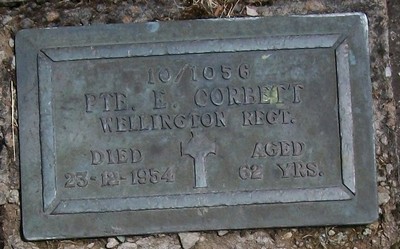 10/1056
PTE. E. CORBETT
WELLINGTON REGT.
DIED AGED
23-12-1954 62 YRS.